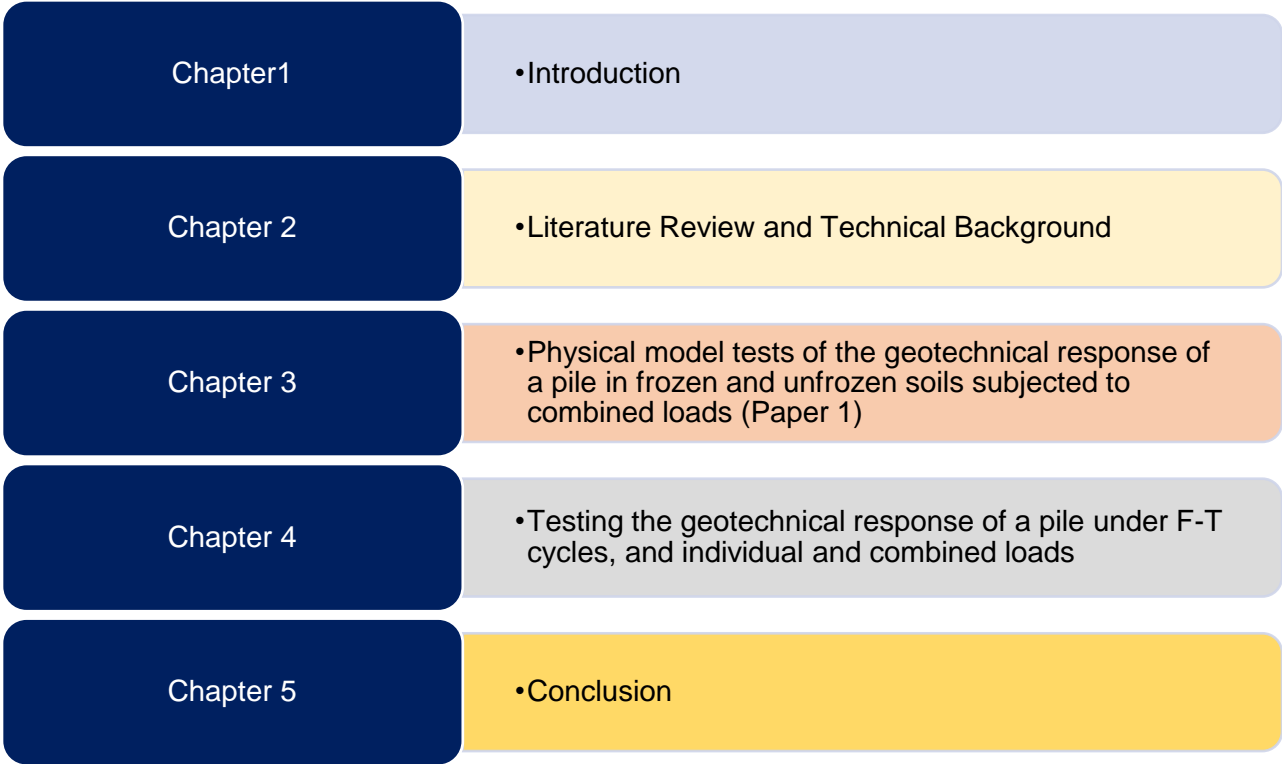 Chapter1
•Introduction
Chapter 2
•Literature Review and Technical Background
Chapter 3
•Physical model tests of the geotechnical response of
a pile in frozen and unfrozen soils subjected to
combined loads (Paper 1)
Chapter 4
•Testing the geotechnical response of a pile under F-T
cycles, and individual and combined loads
Chapter 5
•Conclusion